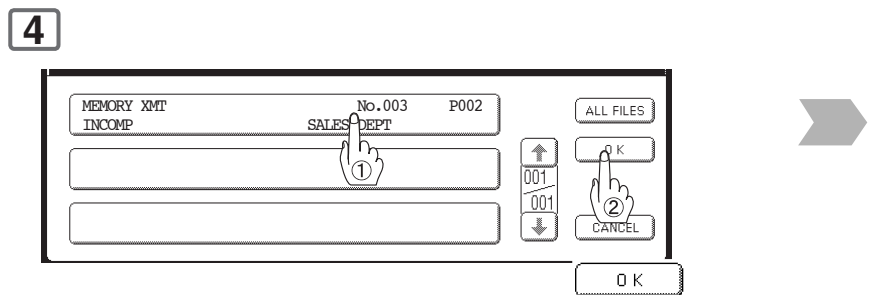 4
MEMORY XMT No.003 P002
INCOMP SALES DEPT
ALL FILES
OK
①
001
001
②
CANCEL
OK